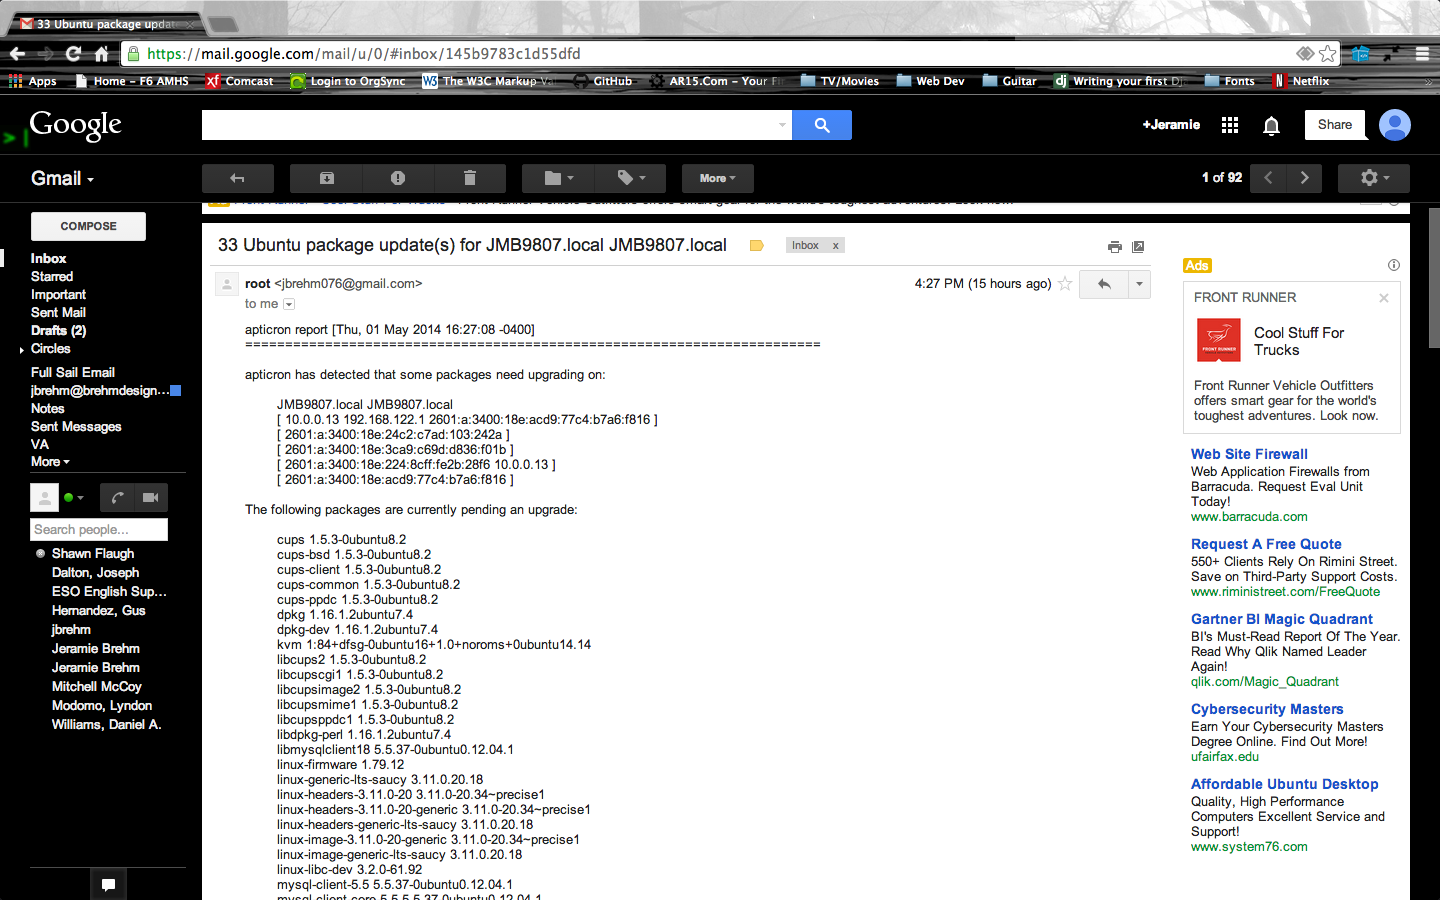 33 Ubuntu package updat
https://mail.google.com/mail/u/0/#inbox/145b9783c1d55dfd
Apps Home – F6 AMHS Comcast Login to OrgSync The W3C Markup Va GitHub AR15.Com – Your Fi TV/Movies Web Dev Guitar Writing your first Dj Fonts Netflix »
> |
Google
+Jeramie
Share
Gmail
More
1 of 92
COMPOSE
Inbox
Starred
Important
Sent Mail
Drafts (2)
Circles
Full Sail Email
jbrehm@brehmdesign...
Notes
Sent Messages
VA
More
Search people...
Shawn Flaugh
Dalton, Joseph
ESO English Sup...
Hernandez, Gus
jbrehm
Jeramie Brehm
Jeramie Brehm
Mitchell McCoy
Modomo, Lyndon
Williams, Daniel A.
33 Ubuntu package update(s) for JMB9807.local JMB9807.local
Inbox x
root <jbrehm076@gmail.com>
4:27 PM (15 hours ago)
to me
apticron report [Thu, 01 May 2014 16:27:08 -0400]
========================================================================
apticron has detected that some packages need upgrading on:
JMB9807.local JMB9807.local
[ 10.0.0.13 192.168.122.1 2601:a:3400:18e:acd9:77c4:b7a6:f816 ]
[ 2601:a:3400:18e:24c2:c7ad:103:242a ]
[ 2601:a:3400:18e:3ca9:c69d:d836:f01b ]
[ 2601:a:3400:18e:224:8cff:fe2b:28f6 10.0.0.13 ]
[ 2601:a:3400:18e:acd9:77c4:b7a6:f816 ]
The following packages are currently pending an upgrade:
cups 1.5.3-0ubuntu8.2
cups-bsd 1.5.3-0ubuntu8.2
cups-client 1.5.3-0ubuntu8.2
cups-common 1.5.3-0ubuntu8.2
cups-ppdc 1.5.3-0ubuntu8.2
dpkg 1.16.1.2ubuntu7.4
dpkg-dev 1.16.1.2ubuntu7.4
kvm 1:84+dfsg-0ubuntu16+1.0+noroms+0ubuntu14.14
libcups2 1.5.3-0ubuntu8.2
libcupscgi1 1.5.3-0ubuntu8.2
libcupsimage2 1.5.3-0ubuntu8.2
libcupsmime1 1.5.3-0ubuntu8.2
libcupsppdc1 1.5.3-0ubuntu8.2
libdpkg-perl 1.16.1.2ubuntu7.4
libmysqlclient18 5.5.37-0ubuntu0.12.04.1
linux-firmware 1.79.12
linux-generic-lts-saucy 3.11.0.20.18
linux-headers-3.11.0-20 3.11.0-20.34~precise1
linux-headers-3.11.0-20-generic 3.11.0-20.34~precise1
linux-headers-generic-lts-saucy 3.11.0.20.18
linux-image-3.11.0-20-generic 3.11.0-20.34~precise1
linux-image-generic-lts-saucy 3.11.0.20.18
linux-libc-dev 3.2.0-61.92
mysql-client-5.5 5.5.37-0ubuntu0.12.04.1
mysql-client-core-5.5 5.5.37-0ubuntu0.12.04.1
Ads
FRONT RUNNER
Cool Stuff For
Trucks
Front Runner Vehicle Outfitters
offers smart gear for the world's
toughest adventures. Look now.
Web Site Firewall
Web Application Firewalls from
Barracuda. Request Eval Unit
Today!
www.barracuda.com
Request A Free Quote
550+ Clients Rely On Rimini Street.
Save on Third-Party Support Costs.
www.riministreet.com/FreeQuote
Gartner BI Magic Quadrant
BI's Must-Read Report Of The Year.
Read Why Qlik Named Leader
Again!
qlik.com/Magic_Quadrant
Cybersecurity Masters
Earn Your Cybersecurity Masters
Degree Online. Find Out More!
ufairfax.edu
Affordable Ubuntu Desktop
Quality, High Performance
Computers Excellent Service and
Support!
www.system76.com